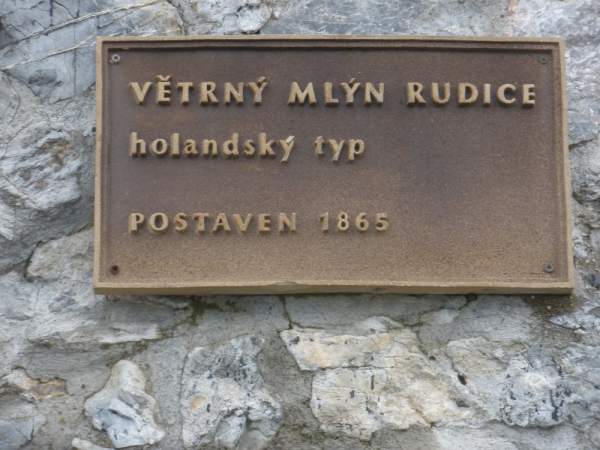 VĚTRNÝ MLÝN RUDICE
holandský typ
POSTAVEN 1865